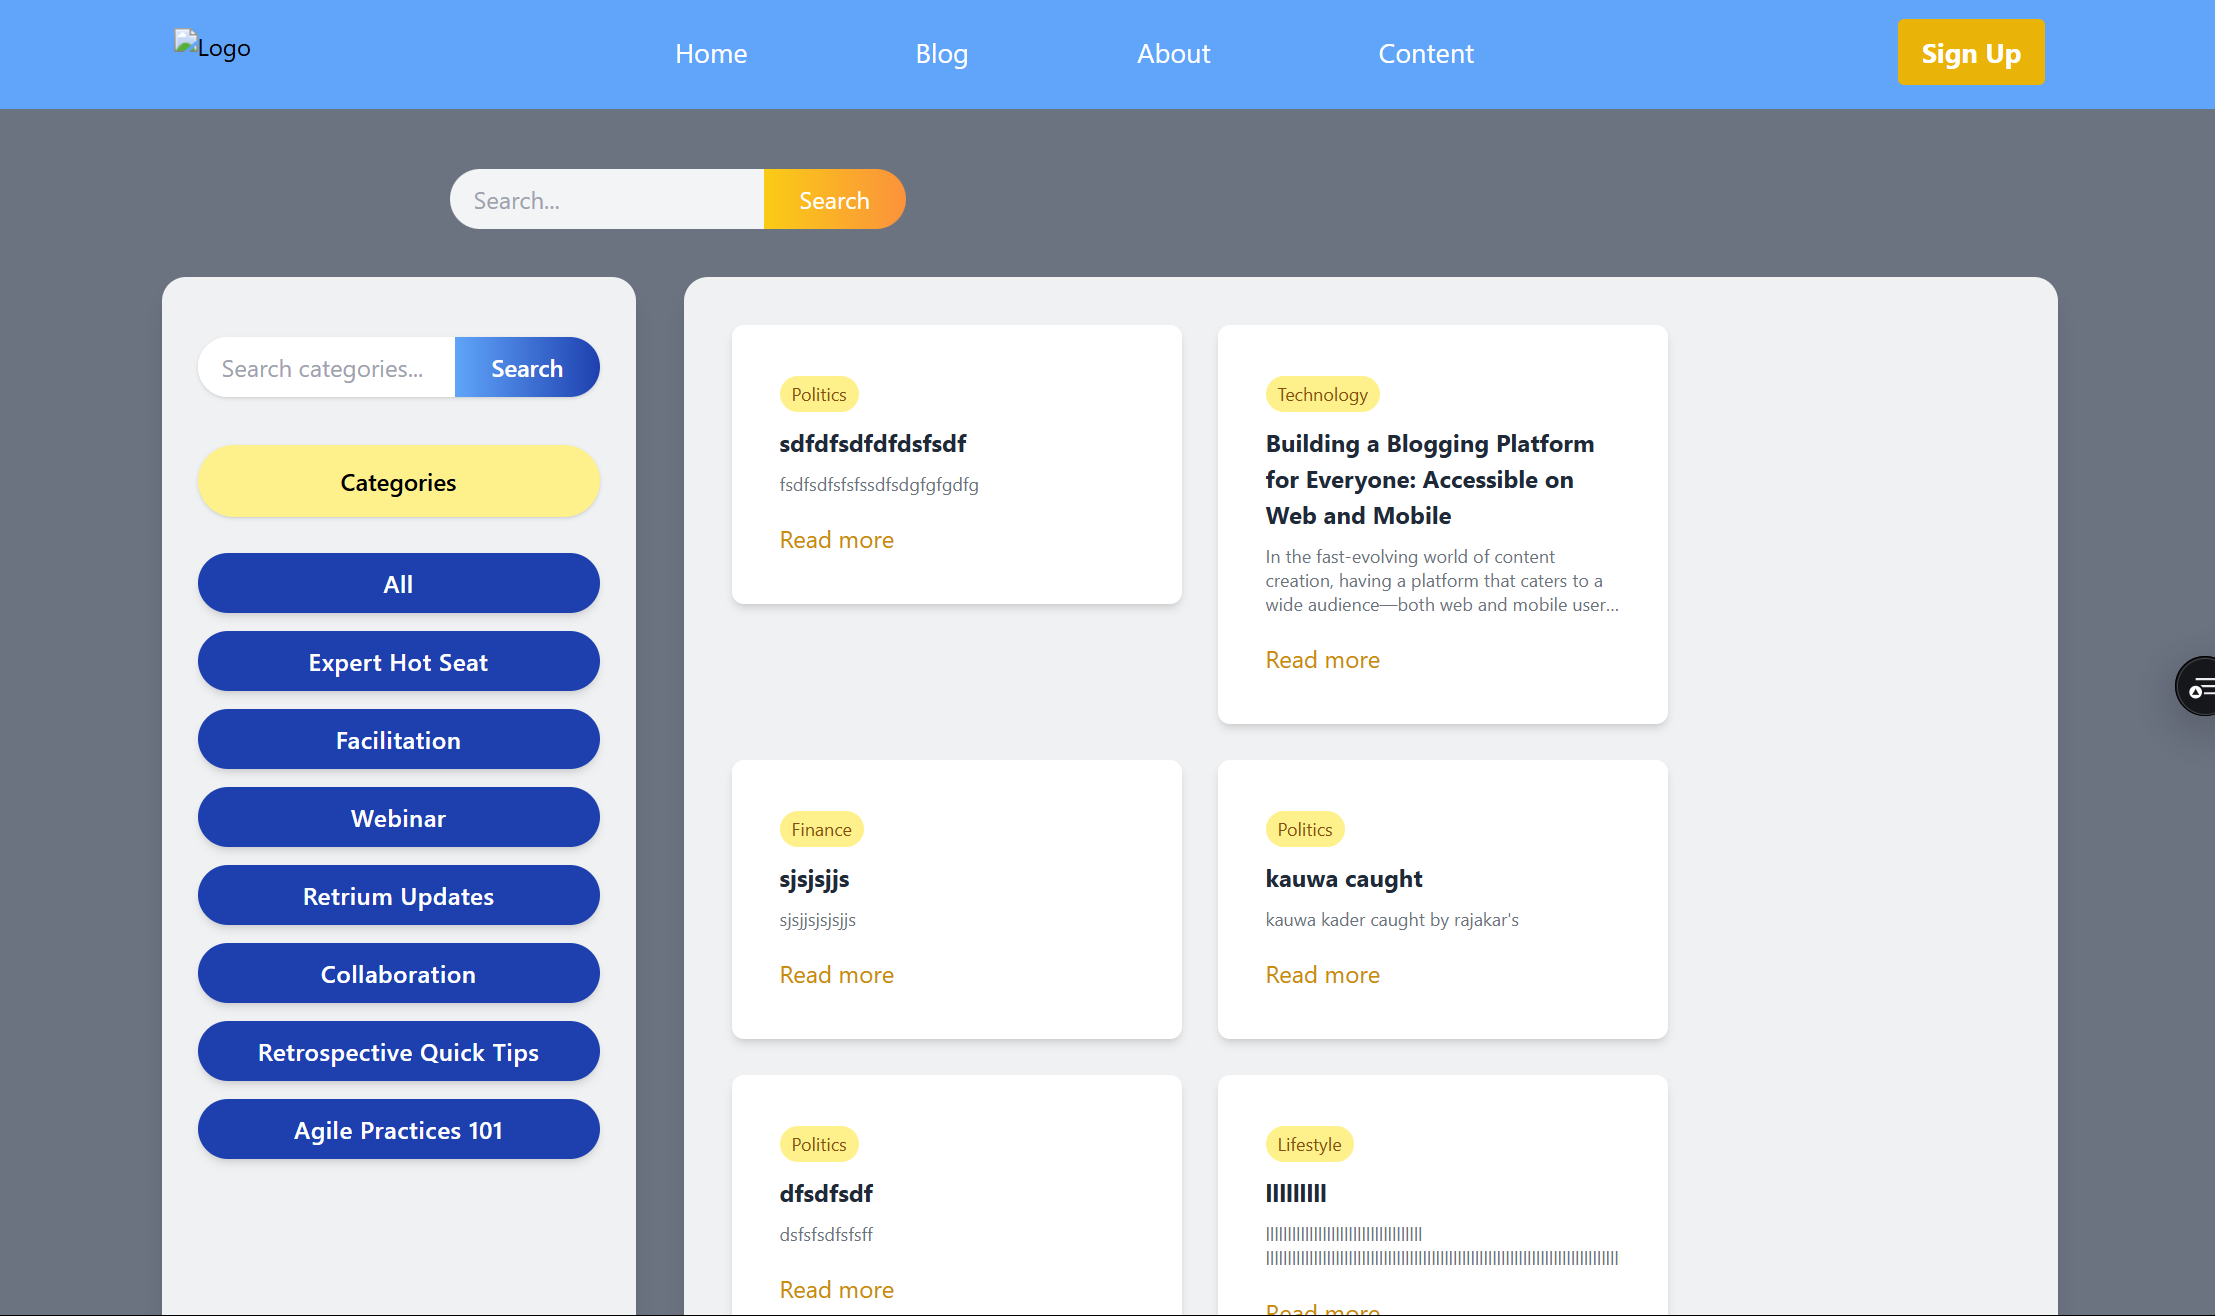 Logo
Home
Blog
About
Content
Sign Up
Search...
Search
Search categories...
Search
Categories
All
Expert Hot Seat
Facilitation
Webinar
Retrium Updates
Collaboration
Retrospective Quick Tips
Agile Practices 101
Politics
sdfdfsdfdfdsfsdf
fsdfsdfsfsfssdfsdgfgfgdfg
Read more
Technology
Building a Blogging Platform
for Everyone: Accessible on
Web and Mobile
In the fast-evolving world of content
creation, having a platform that caters to a
wide audience—both web and mobile user...
Read more
Finance
sjsjsjjs
sjsjjsjsjsjjs
Read more
Politics
kauwa caught
kauwa kader caught by rajakar's
Read more
Politics
dfsdfsdf
dsfsfsdfsfsff
Read more
Lifestyle
Read more